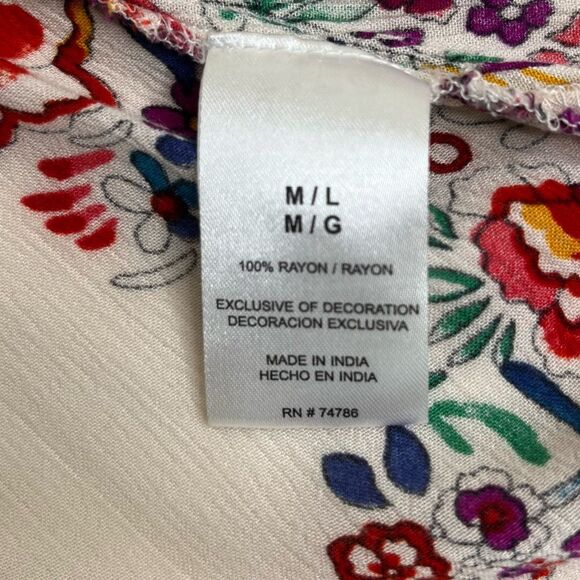 M / L
M / G
100% RAYON / RAYON
EXCLUSIVE OF DECORATION
DECORACION EXCLUSIVA
MADE IN INDIA
HECHO EN INDIA
RN # 74786